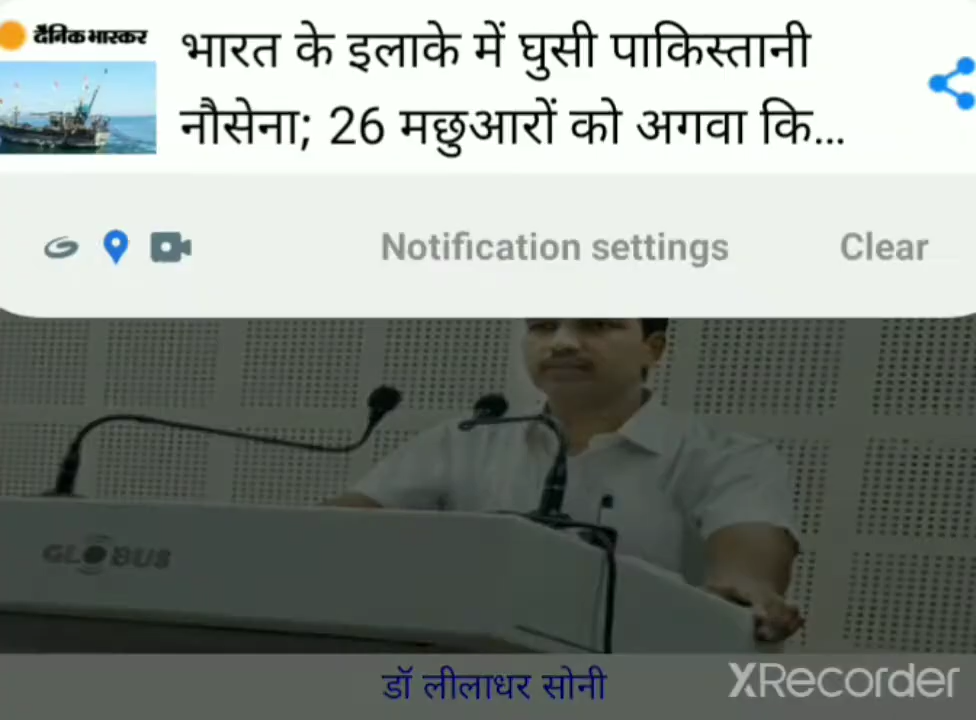 दैनिक भास्कर
भारत के इलाके में घुसी पाकिस्तानी
नौसेना; 26 मछुआरों को अगवा कि...
Notification settings
Clear
GLOBUS
डॉ लीलाधर सोनी
XRecorder